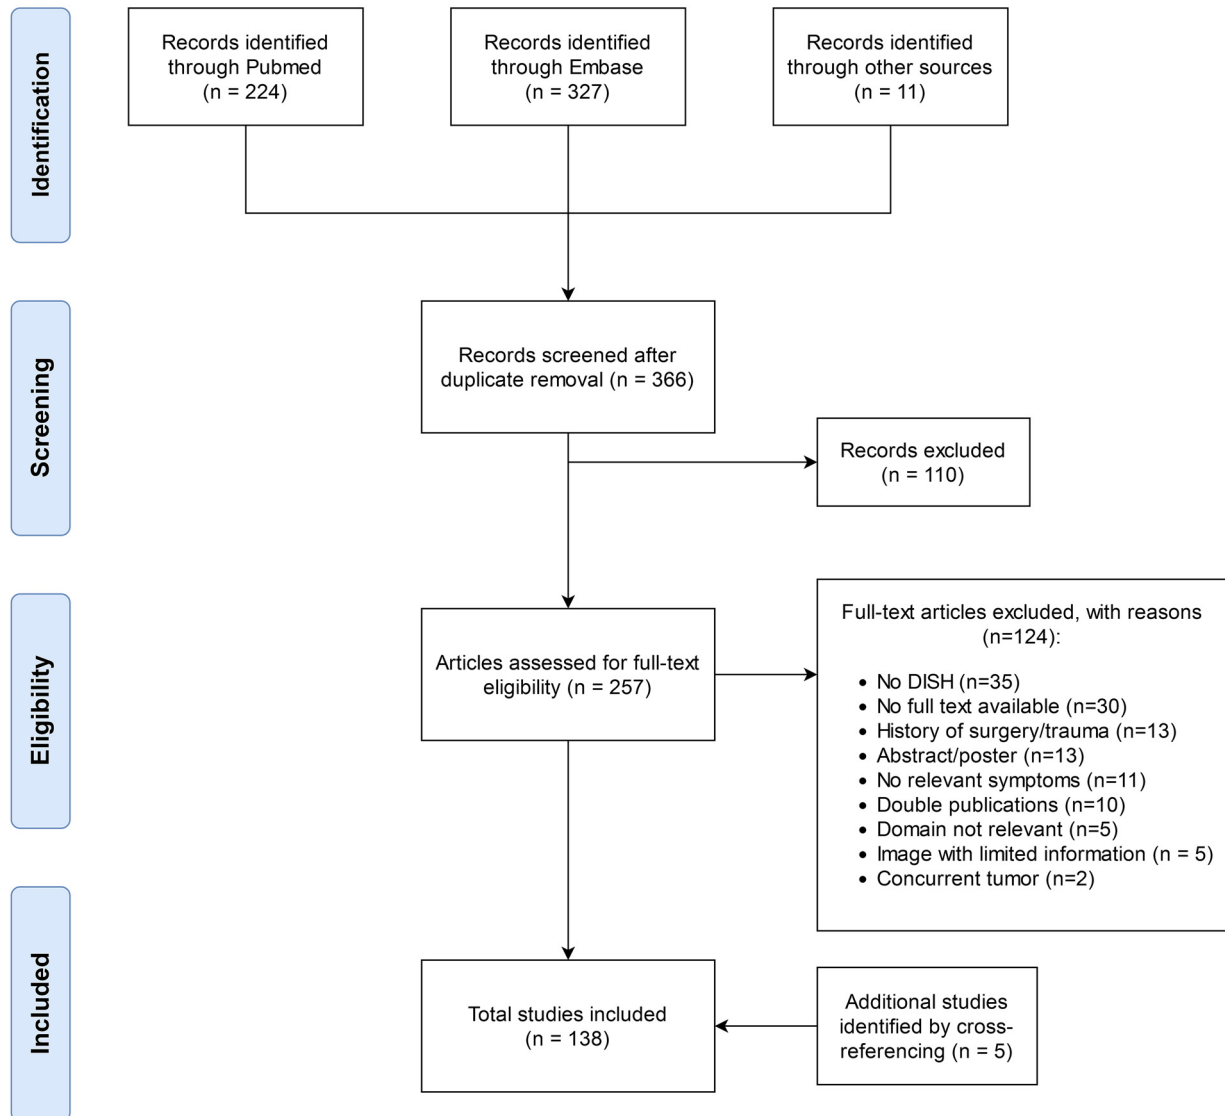 Identification
Records identified
through Pubmed
(n = 224)
Records identified
through Embase
(n = 327)
Records identified
through other sources
(n = 11)
Screening
Records screened after
duplicate removal (n = 366)
Records excluded
(n = 110)
Eligibility
Articles assessed for full-text
eligibility (n = 257)
Full-text articles excluded, with reasons
(n=124):
• No DISH (n=35)
• No full text available (n=30)
• History of surgery/trauma (n=13)
• Abstract/poster (n=13)
• No relevant symptoms (n=11)
• Double publications (n=10)
• Domain not relevant (n=5)
• Image with limited information (n = 5)
• Concurrent tumor (n=2)
Included
Total studies included
(n = 138)
Additional studies
identified by cross-
referencing (n = 5)